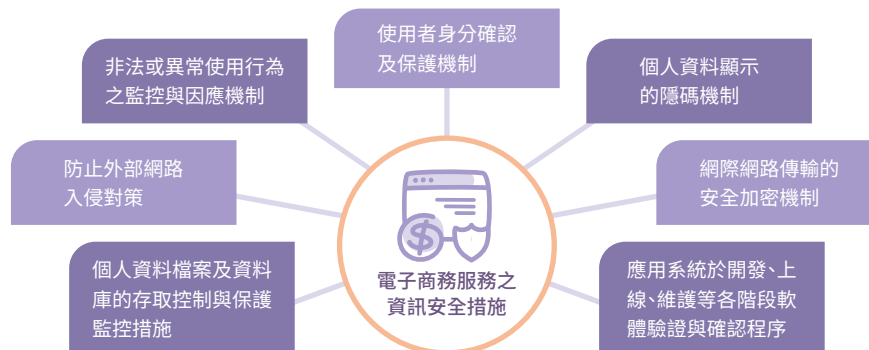 使用者身分確認
及保護機制
非法或異常使用行為
之監控與因應機制
個人資料顯示
的隱碼機制
防止外部網路
入侵對策
網際網路傳輸的
安全加密機制
個人資料檔案及資料
庫的存取控制與保護
監控措施
電子商務服務之
資訊安全措施
應用系統於開發、上
線、維護等各階段軟
體驗證與確認程序